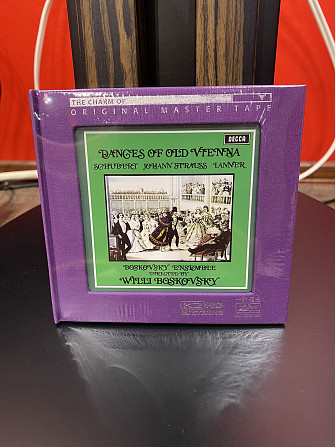 THE CHARM OF
ORIGINAL MASTER TAPE
DECCA
DANCES OF OLD VIENNA
SCHUBERT JOHANN STRAUSS LANNER
BOSKOVSKY ENSEMBLE
DIRECTED BY
WILLI BOSKOVSKY